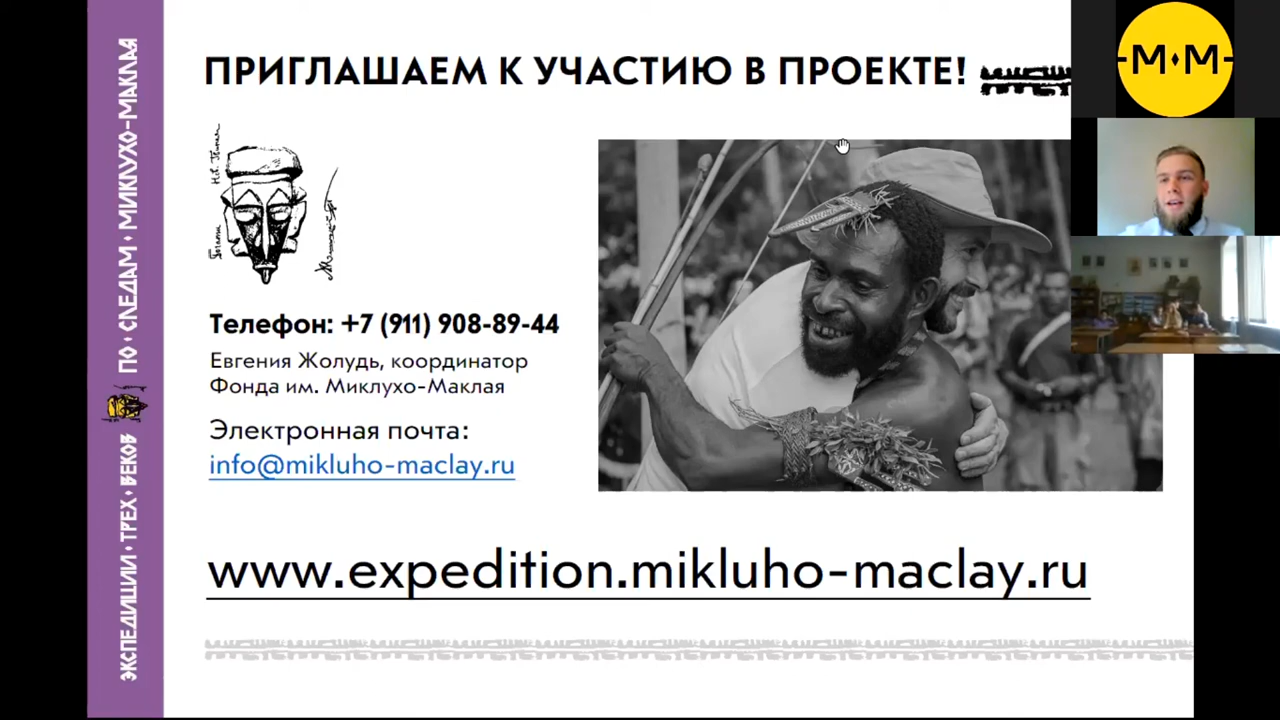 ПРИГЛАШАЕМ К УЧАСТИЮ В ПРОЕКТЕ!
ЭКСПЕДИЦИИ · ТРЕХ · ВЕКОВ
ПО · СЛЕДАМ · МИКЛУХО-МАКЛАЯ
Телефон: +7 (911) 908-89-44
Евгения Жолудь, координатор
Фонда им. Миклухо-Маклая
Электронная почта:
info@mikluho-maclay.ru
www.expedition.mikluho-maclay.ru
-М·М-